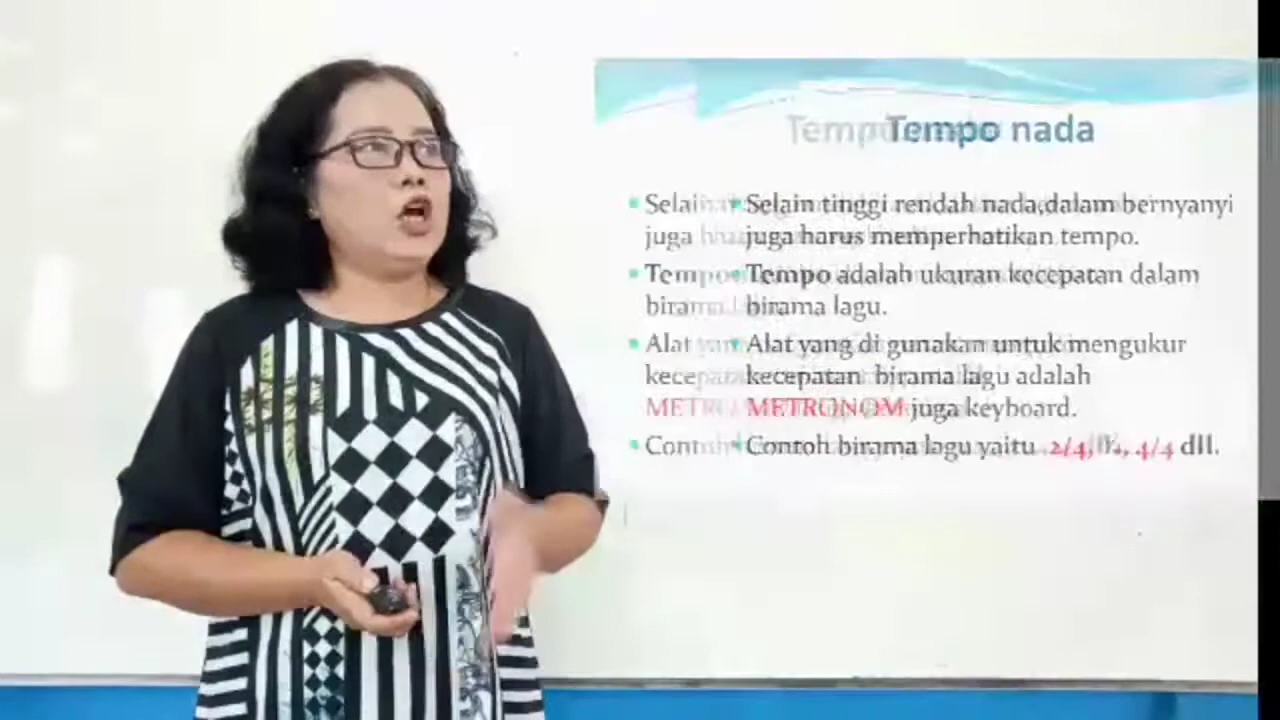 Tempo nada
Selain tinggi rendah nada,dalam bernyanyi
juga harus memperhatikan tempo.
Tempo adalah ukuran kecepatan dalam
birama lagu.
Alat yang di gunakan untuk mengukur
kecepatan birama lagu adalah
METRONOM juga keyboard.
Contoh birama lagu yaitu 2/4, 4/4 dll.